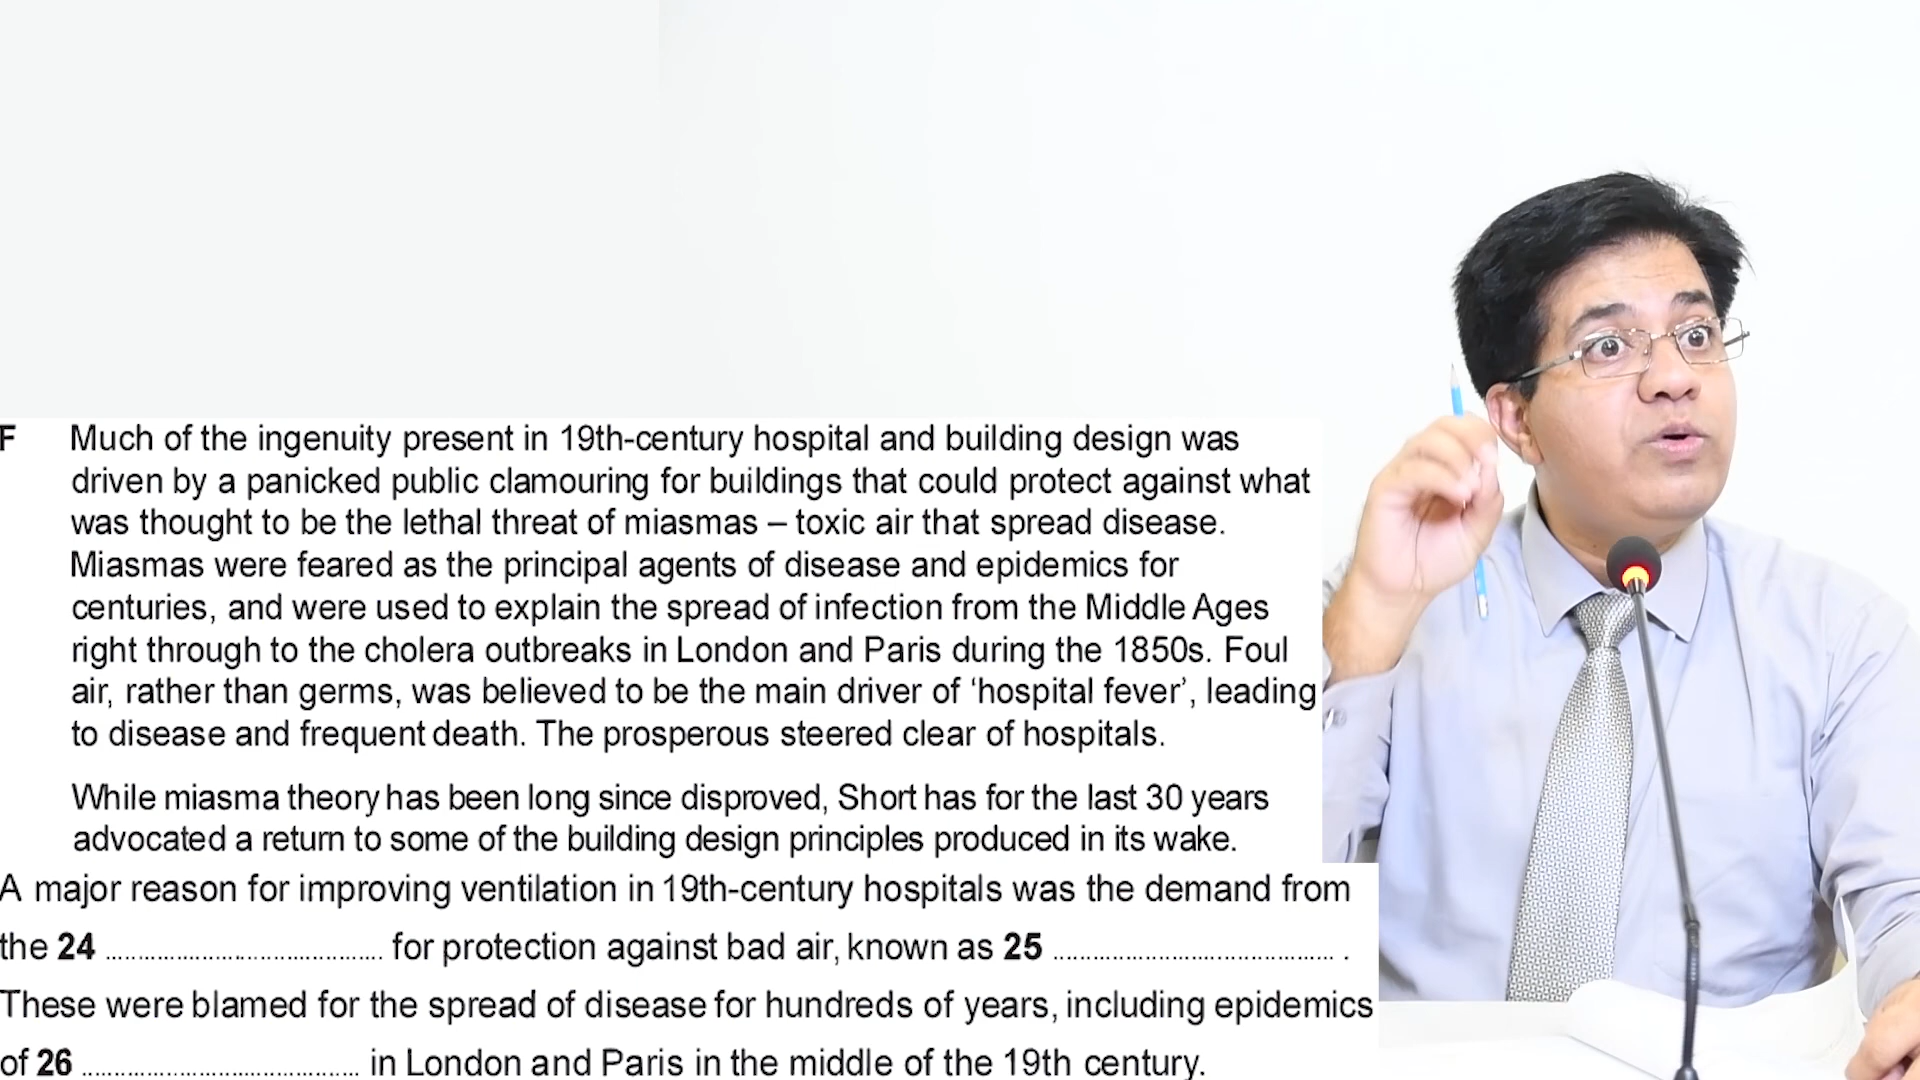 F Much of the ingenuity present in 19th-century hospital and building design was
driven by a panicked public clamouring for buildings that could protect against what
was thought to be the lethal threat of miasmas – toxic air that spread disease.
Miasmas were feared as the principal agents of disease and epidemics for
centuries, and were used to explain the spread of infection from the Middle Ages
right through to the cholera outbreaks in London and Paris during the 1850s. Foul
air, rather than germs, was believed to be the main driver of ‘hospital fever’, leading
to disease and frequent death. The prosperous steered clear of hospitals.
While miasma theory has been long since disproved, Short has for the last 30 years
advocated a return to some of the building design principles produced in its wake.
A major reason for improving ventilation in 19th-century hospitals was the demand from
the 24 ........................................ for protection against bad air, known as 25 ........................................ .
These were blamed for the spread of disease for hundreds of years, including epidemics
of 26 ........................................ in London and Paris in the middle of the 19th century.